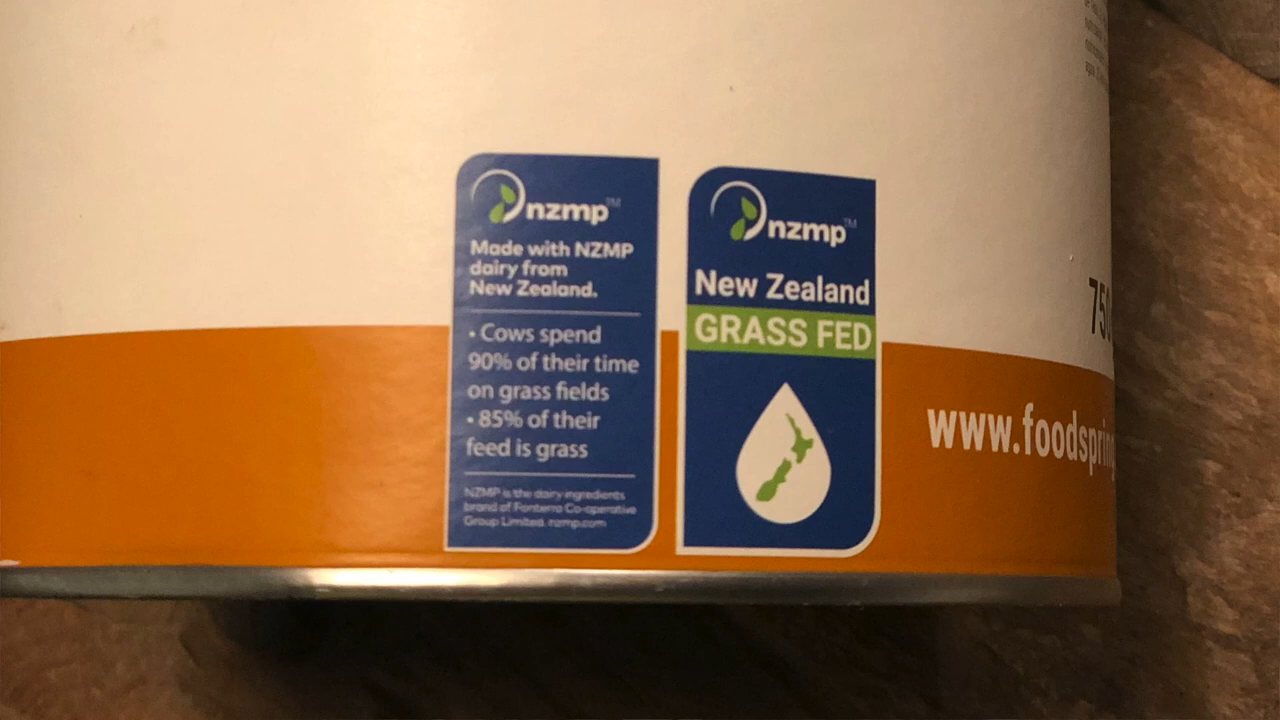 nzmp™
Made with NZMP
dairy from
New Zealand.
• Cows spend
90% of their time
on grass fields
• 85% of their
feed is grass
NZMP is the dairy ingredients
brand of Fonterra Co-operative
Group Limited. nzmp.com
nzmp™
New Zealand
GRASS FED
750
www.foodspring